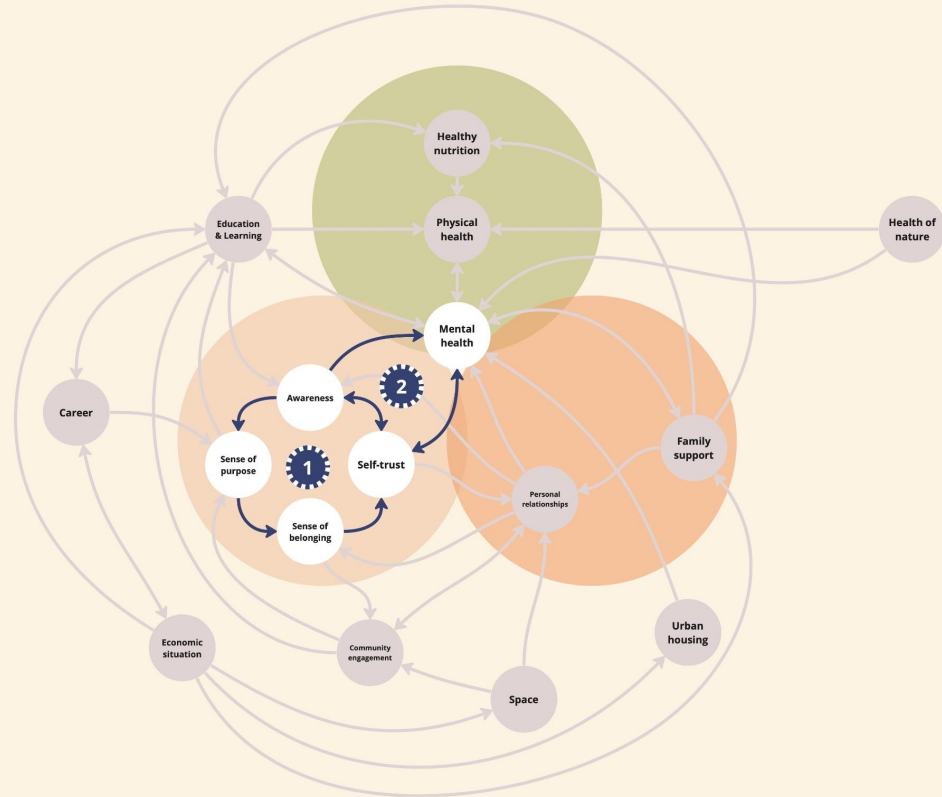 Healthy
nutrition
Education
& Learning
Physical
health
Health of
nature
Mental
health
2
Awareness
Career
Family
support
Sense of
purpose
1
Self-trust
Personal
relationships
Sense of
belonging
Urban
housing
Economic
situation
Community
engagement
Space